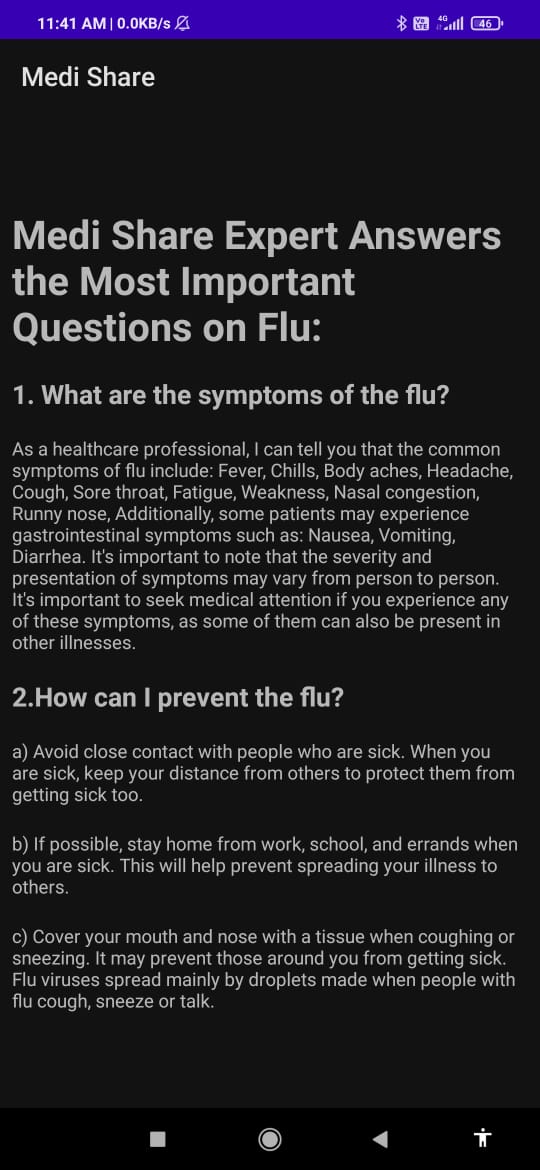 11:41 AM | 0.0KB/s
Vo LTE 4G 46
Medi Share
Medi Share Expert Answers
the Most Important
Questions on Flu:
1. What are the symptoms of the flu?
As a healthcare professional, I can tell you that the common
symptoms of flu include: Fever, Chills, Body aches, Headache,
Cough, Sore throat, Fatigue, Weakness, Nasal congestion,
Runny nose, Additionally, some patients may experience
gastrointestinal symptoms such as: Nausea, Vomiting,
Diarrhea. It's important to note that the severity and
presentation of symptoms may vary from person to person.
It's important to seek medical attention if you experience any
of these symptoms, as some of them can also be present in
other illnesses.
2.How can I prevent the flu?
a) Avoid close contact with people who are sick. When you
are sick, keep your distance from others to protect them from
getting sick too.
b) If possible, stay home from work, school, and errands when
you are sick. This will help prevent spreading your illness to
others.
c) Cover your mouth and nose with a tissue when coughing or
sneezing. It may prevent those around you from getting sick.
Flu viruses spread mainly by droplets made when people with
flu cough, sneeze or talk.